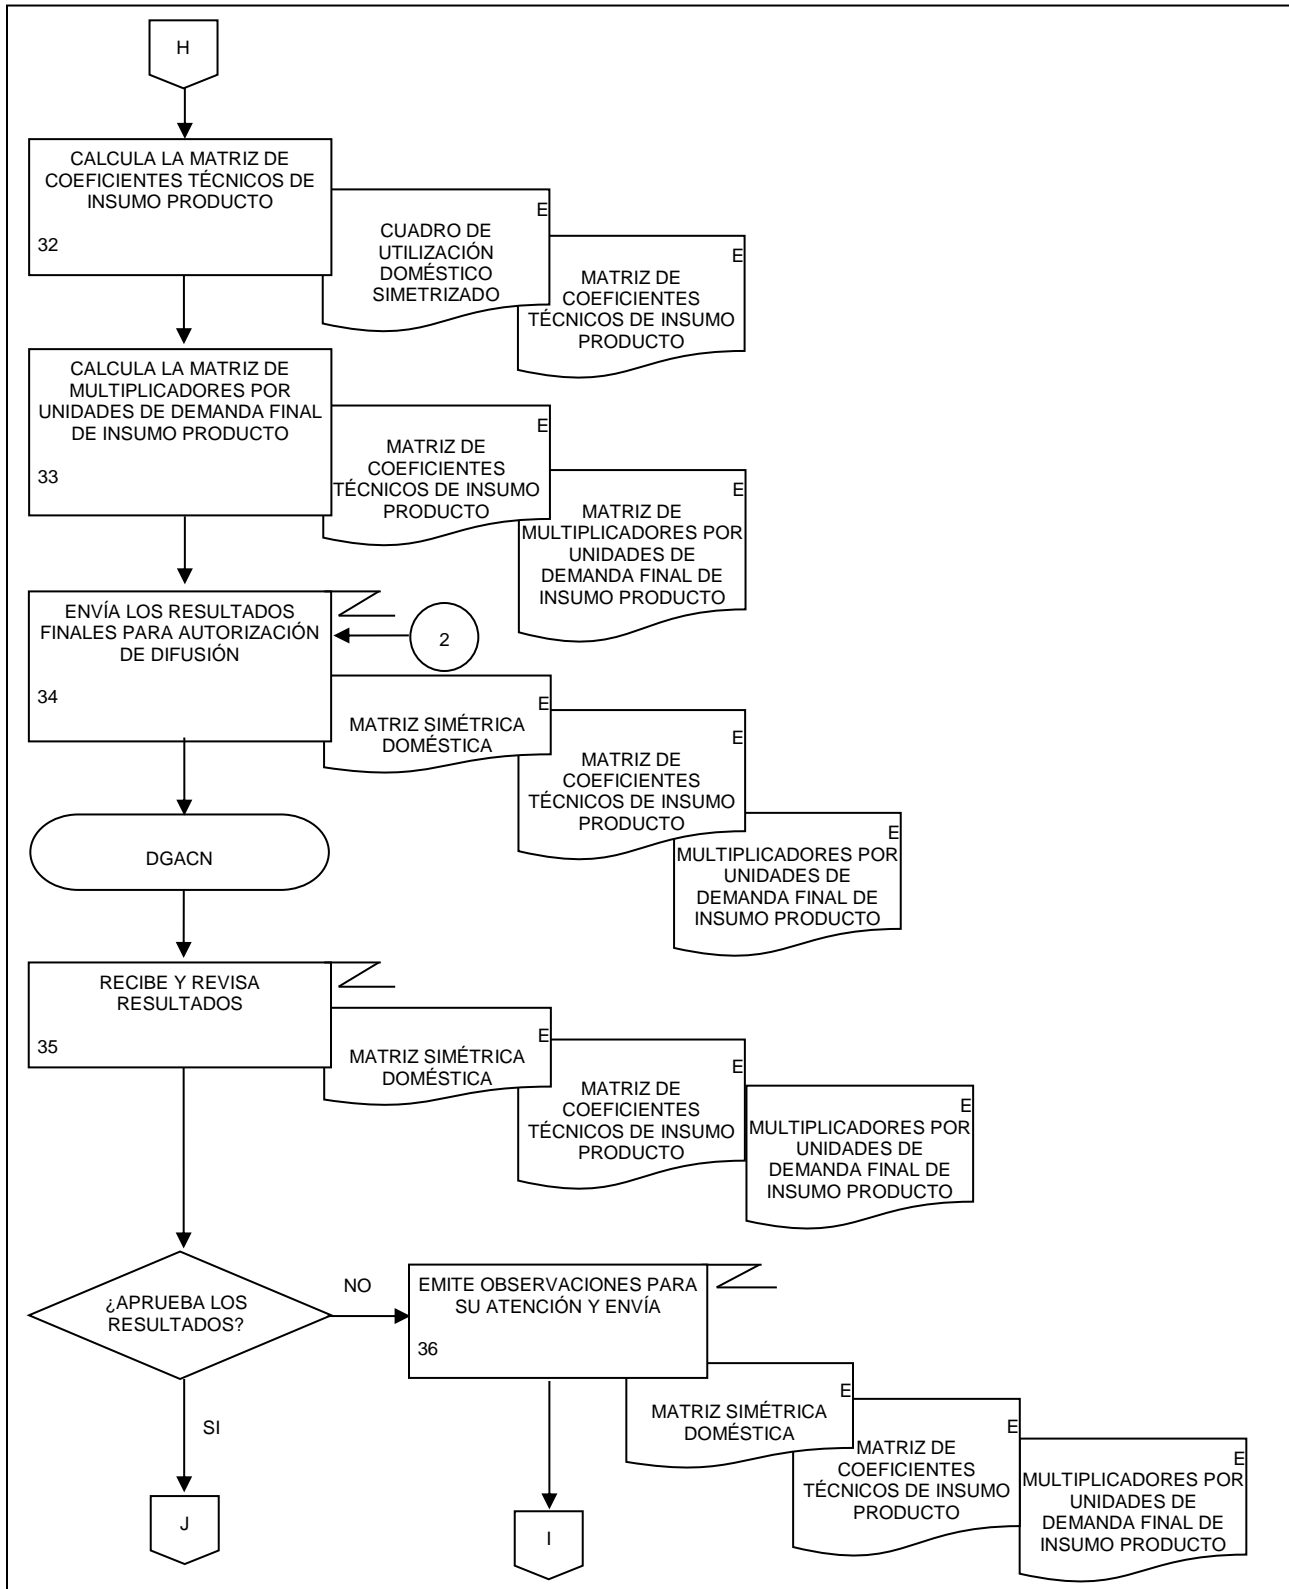 H
CALCULA LA MATRIZ DE
COEFICIENTES TÉCNICOS DE
INSUMO PRODUCTO
32
E
CUADRO DE
UTILIZACIÓN
DOMÉSTICO
SIMETRIZADO
E
MATRIZ DE
COEFICIENTES
TÉCNICOS DE INSUMO
PRODUCTO
CALCULA LA MATRIZ DE
MULTIPLICADORES POR
UNIDADES DE DEMANDA FINAL
DE INSUMO PRODUCTO
33
E
MATRIZ DE
COEFICIENTES
TÉCNICOS DE INSUMO
PRODUCTO
E
MATRIZ DE
MULTIPLICADORES POR
UNIDADES DE
DEMANDA FINAL DE
INSUMO PRODUCTO
ENVÍA LOS RESULTADOS
FINALES PARA AUTORIZACIÓN
DE DIFUSIÓN
34
2
E
MATRIZ SIMÉTRICA
DOMÉSTICA
E
MATRIZ DE
COEFICIENTES
TÉCNICOS DE INSUMO
PRODUCTO
E
MULTIPLICADORES POR
UNIDADES DE
DEMANDA FINAL DE
INSUMO PRODUCTO
DGACN
RECIBE Y REVISA
RESULTADOS
35
E
MATRIZ SIMÉTRICA
DOMÉSTICA
E
MATRIZ DE
COEFICIENTES
TÉCNICOS DE INSUMO
PRODUCTO
E
MULTIPLICADORES POR
UNIDADES DE
DEMANDA FINAL DE
INSUMO PRODUCTO
¿APRUEBA LOS
RESULTADOS?
NO
EMITE OBSERVACIONES PARA
SU ATENCIÓN Y ENVÍA
36
E
MATRIZ SIMÉTRICA
DOMÉSTICA
E
MATRIZ DE
COEFICIENTES
TÉCNICOS DE INSUMO
PRODUCTO
E
MULTIPLICADORES POR
UNIDADES DE
DEMANDA FINAL DE
INSUMO PRODUCTO
SI
J
I